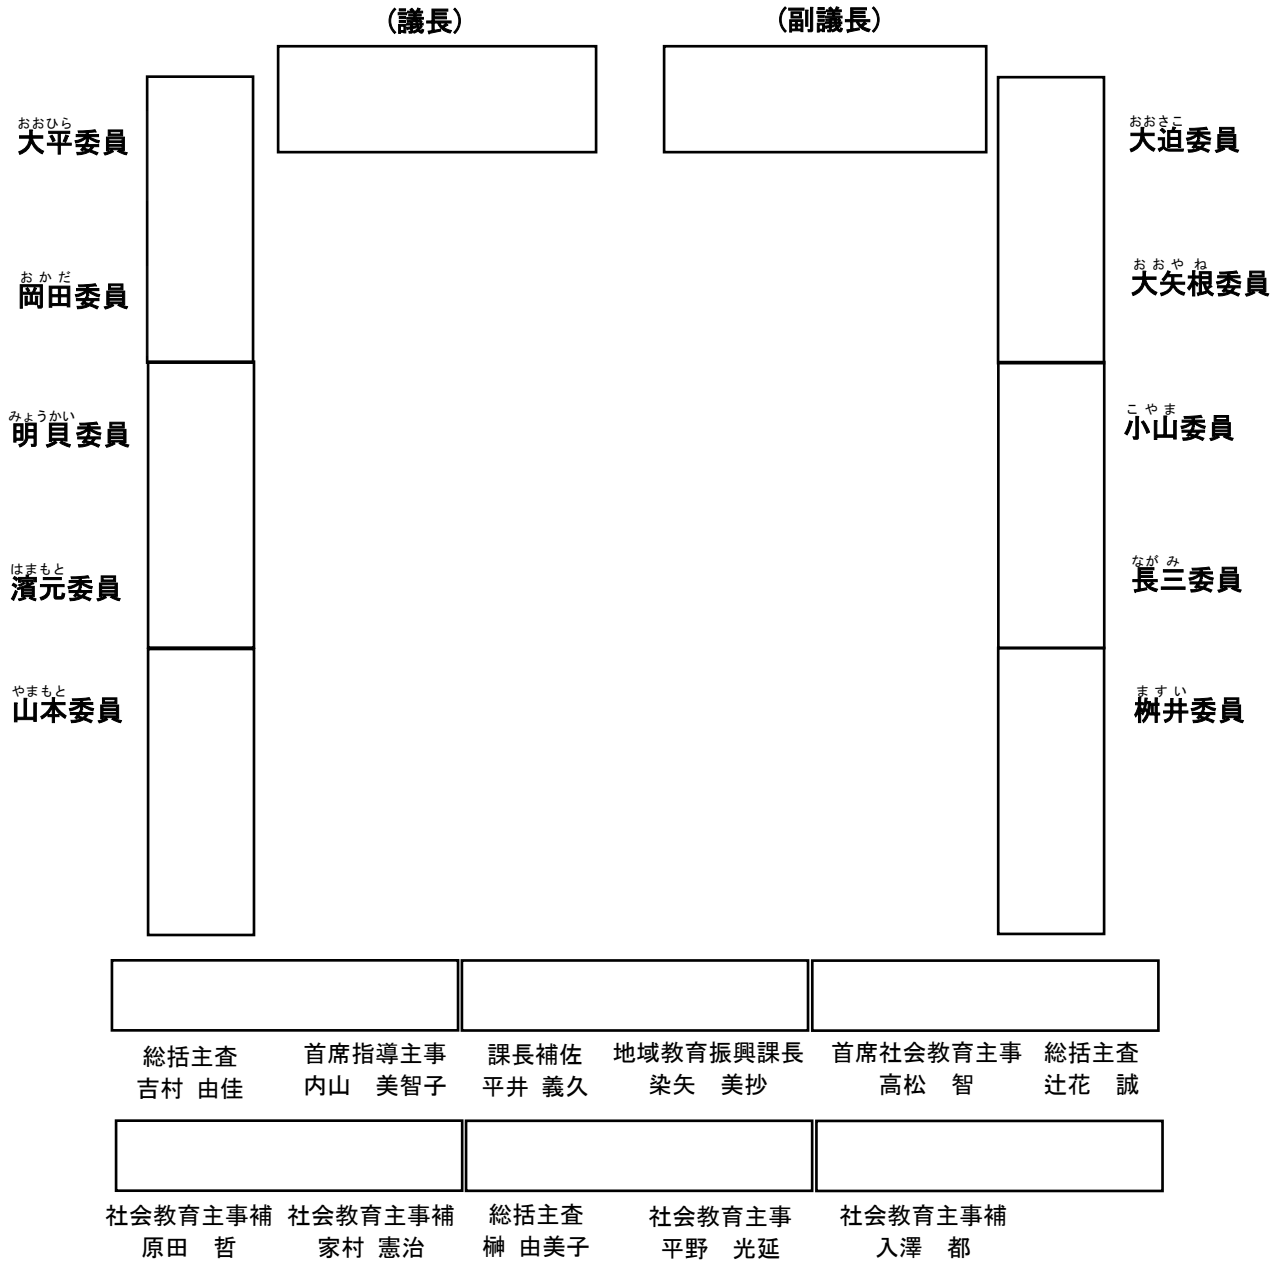 （議長）
（副議長）
おおひら
大平委員
おおさこ
大迫委員
おかだ
岡田委員
おおやね
大矢根委員
みょうかい
明貝委員
こやま
小山委員
はまもと
濱元委員
ながみ
長三委員
やまもと
山本委員
ますい
桝井委員
総括主査 首席指導主事 課長補佐 地域教育振興課長 首席社会教育主事 総括主査
吉村 由佳 内山 美智子 平井 義久 染矢 美抄 高松 智 辻花 誠
社会教育主事補 社会教育主事補 総括主査 社会教育主事 社会教育主事補
原田 哲 家村 憲治 榊 由美子 平野 光延 入澤 都